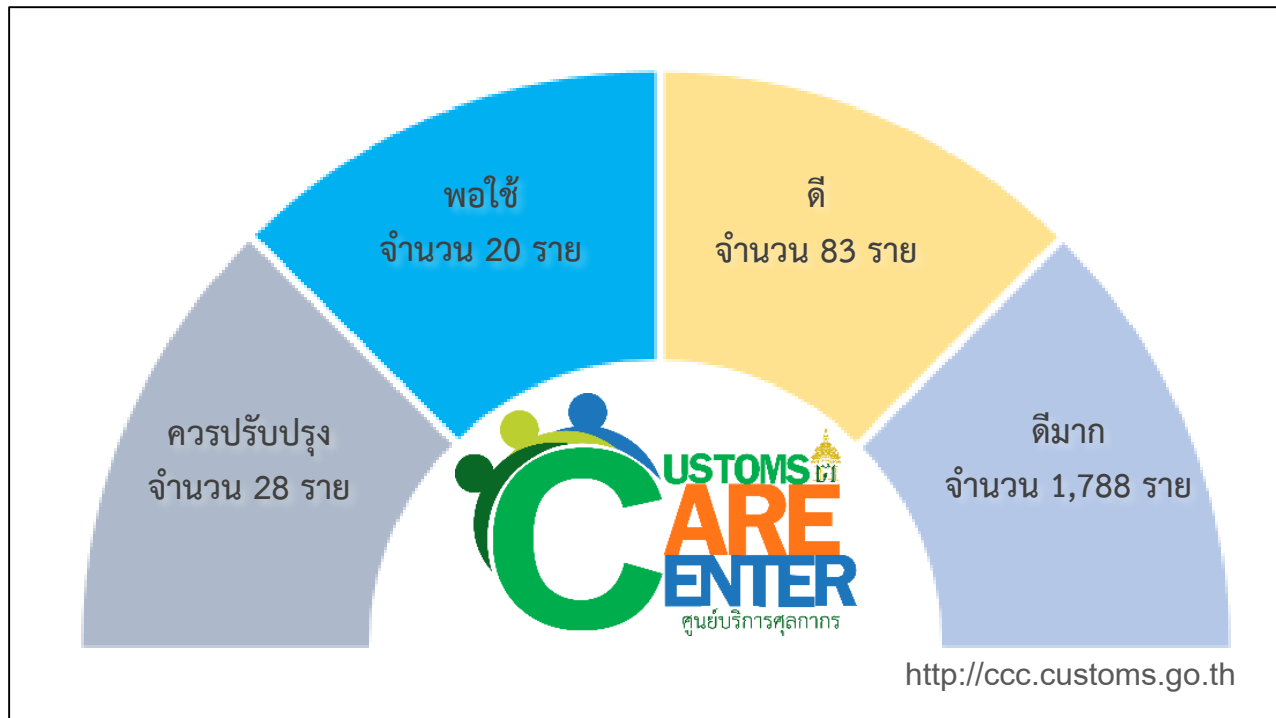 พอใช้
จำนวน 20 ราย
ดี
จำนวน 83 ราย
ควรปรับปรุง
จำนวน 28 ราย
ดีมาก
จำนวน 1,788 ราย
CUSTOMS
CARE
CENTER
ศูนย์บริการศุลกากร
http://ccc.customs.go.th